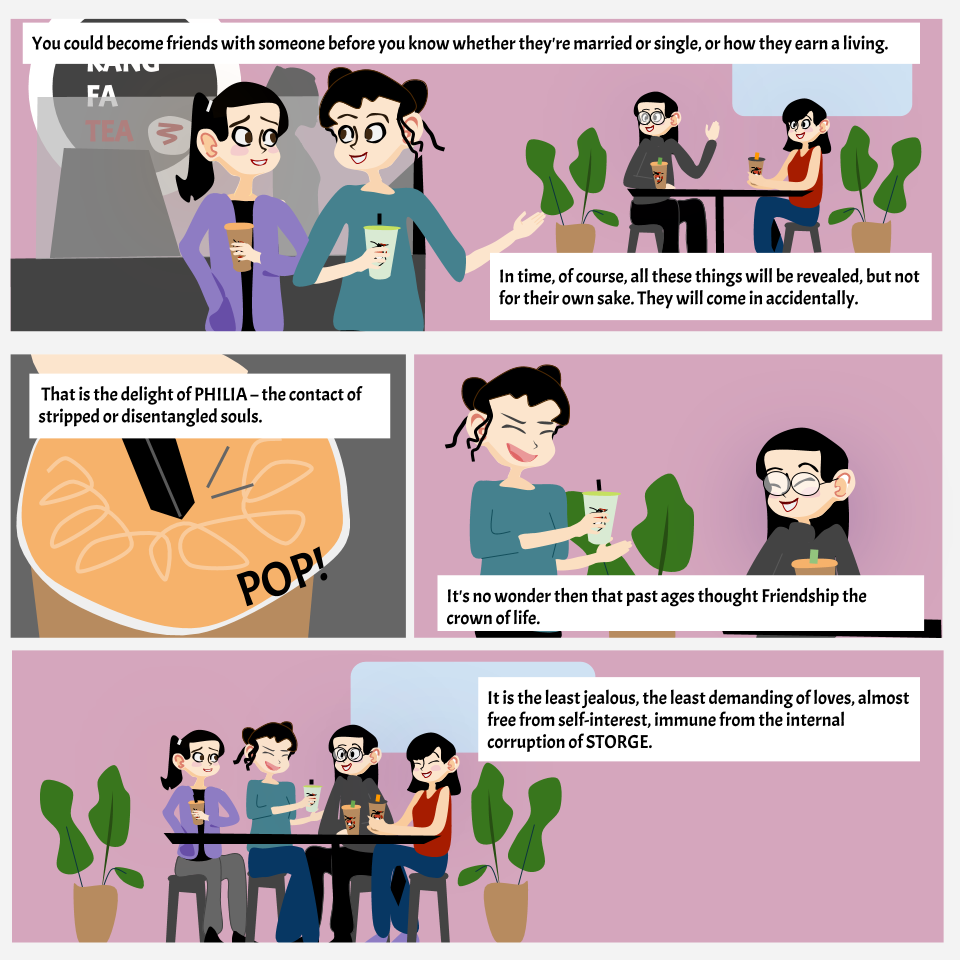 You could become friends with someone before you know whether they're married or single, or how they earn a living.
KANG
FA
TEA
In time, of course, all these things will be revealed, but not
for their own sake. They will come in accidentally.
That is the delight of PHILIA – the contact of
stripped or disentangled souls.
POP!
It's no wonder then that past ages thought Friendship the
crown of life.
It is the least jealous, the least demanding of loves, almost
free from self-interest, immune from the internal
corruption of STORGE.